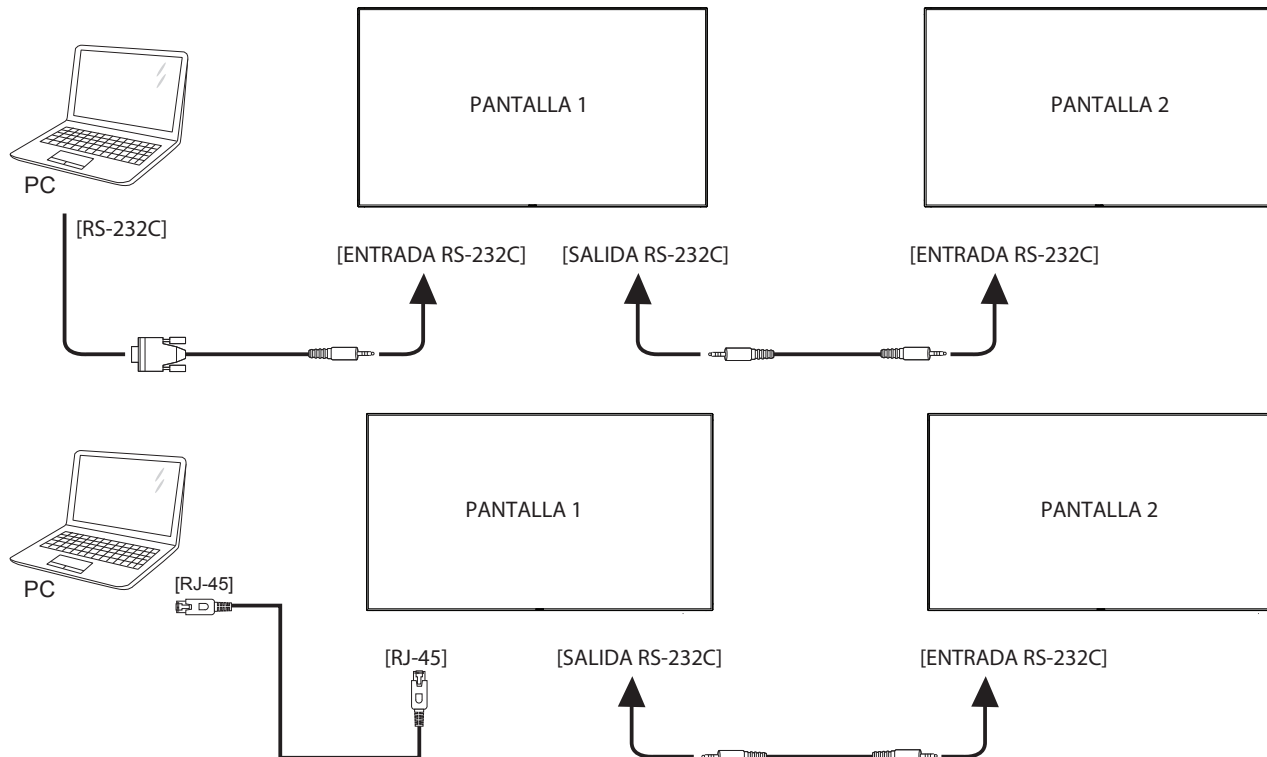 PANTALLA 1
PANTALLA 2
PC
[RS-232C]
[ENTRADA RS-232C]
[SALIDA RS-232C]
[ENTRADA RS-232C]
PANTALLA 1
PANTALLA 2
PC
[RJ-45]
[RJ-45]
[SALIDA RS-232C]
[ENTRADA RS-232C]